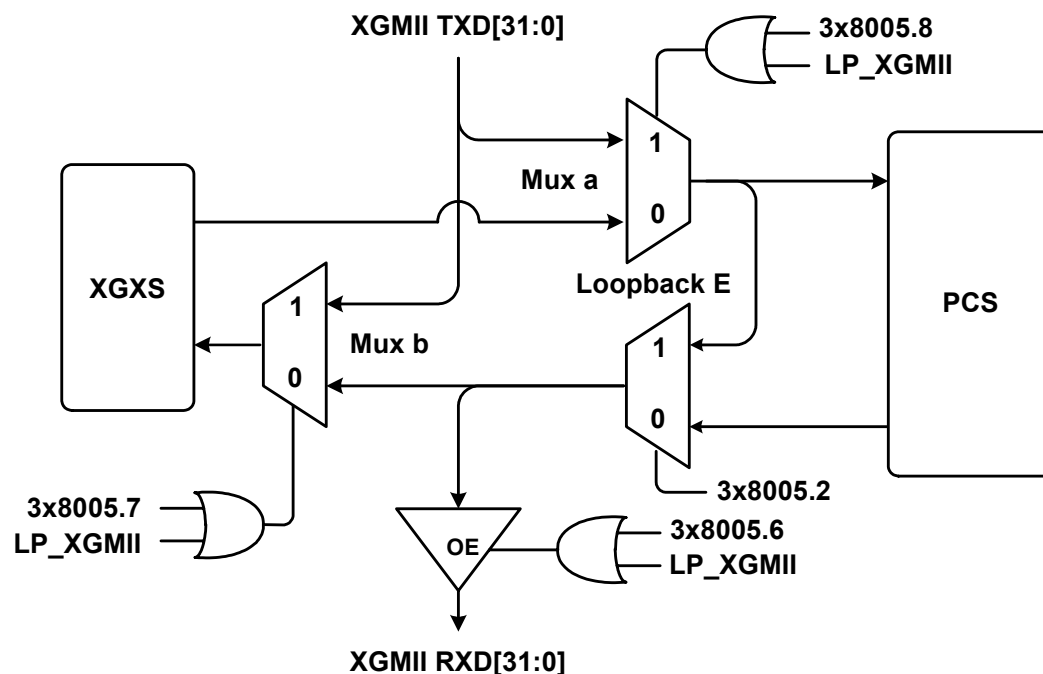 XGMII TXD[31:0]
3x8005.8
LP_XGMII
1
Mux a
0
XGXS
Loopback E
PCS
1
Mux b
0
1
0
3x8005.7
LP_XGMII
3x8005.2
OE
3x8005.6
LP_XGMII
XGMII RXD[31:0]